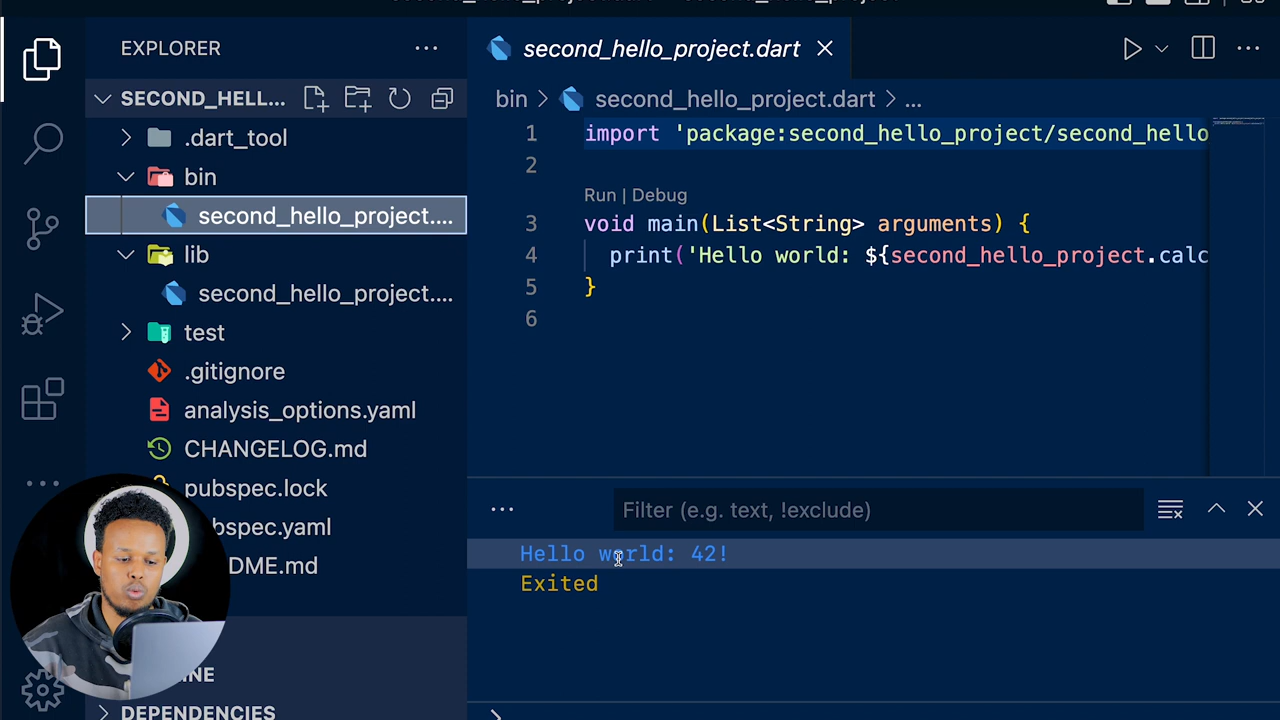 EXPLORER
SECOND_HELL...
.dart_tool
bin
second_hello_project....
lib
second_hello_project....
test
.gitignore
analysis_options.yaml
CHANGELOG.md
pubspec.lock
bspec.yaml
DME.md
INE
DEPENDENCIES
second_hello_project.dart
bin > second_hello_project.dart > ...
1 import 'package:second_hello_project/second_hello
2
Run | Debug
3 void main(List<String> arguments) {
4 print('Hello world: ${second_hello_project.calc
5 }
6
Filter (e.g. text, !exclude)
Hello world: 42!
Exited